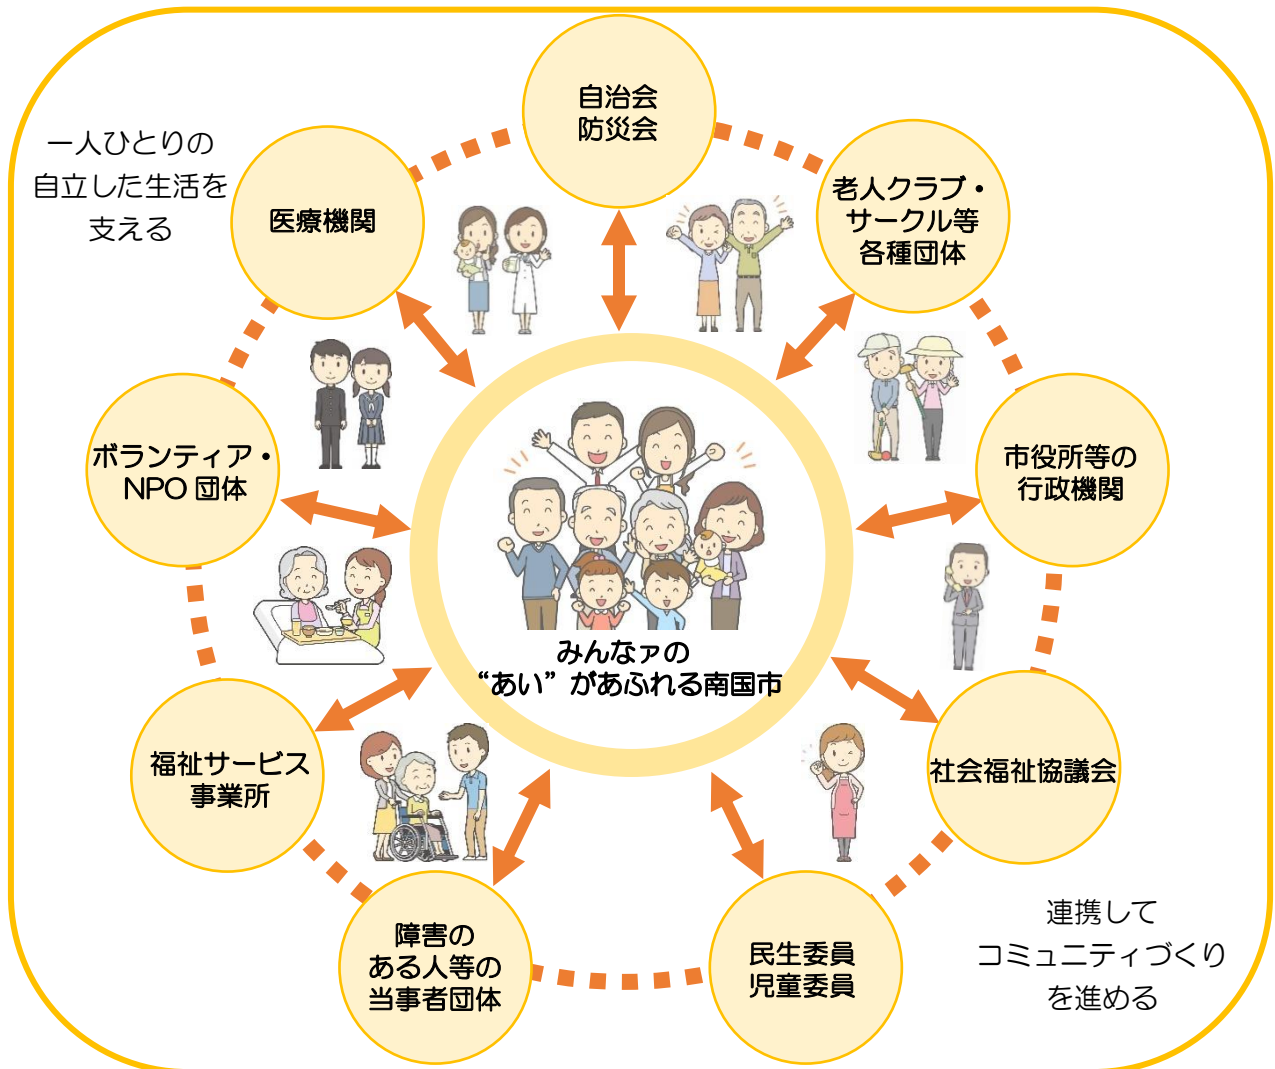 自治会
防災会
一人ひとりの
自立した生活を
支える
医療機関
老人クラブ・
サークル等
各種団体
ボランティア・
NPO 団体
市役所等の
行政機関
みんなァの
“あい”があふれる南国市
福祉サービス
事業所
社会福祉協議会
障害の
ある人等の
当事者団体
民生委員
児童委員
連携して
コミュニティづくり
を進める